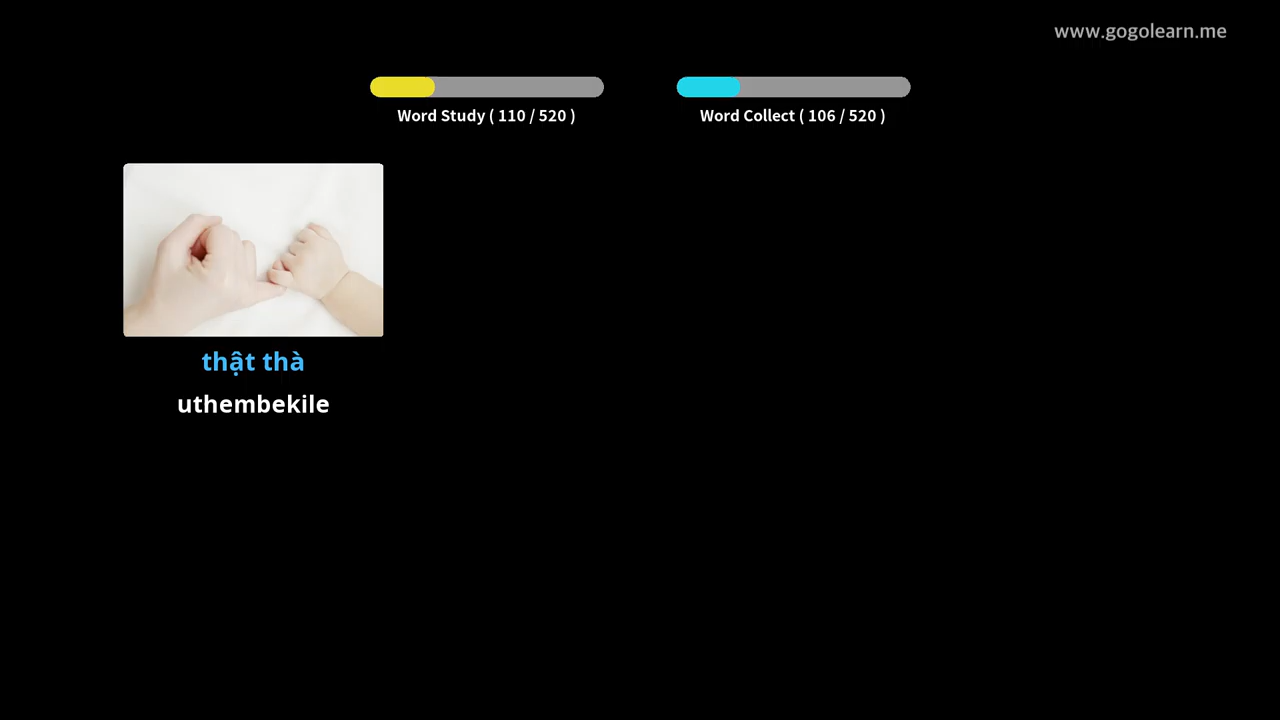 www.gogolearn.me
Word Study ( 110 / 520 )
Word Collect ( 106 / 520 )
thật thà
uthembekile